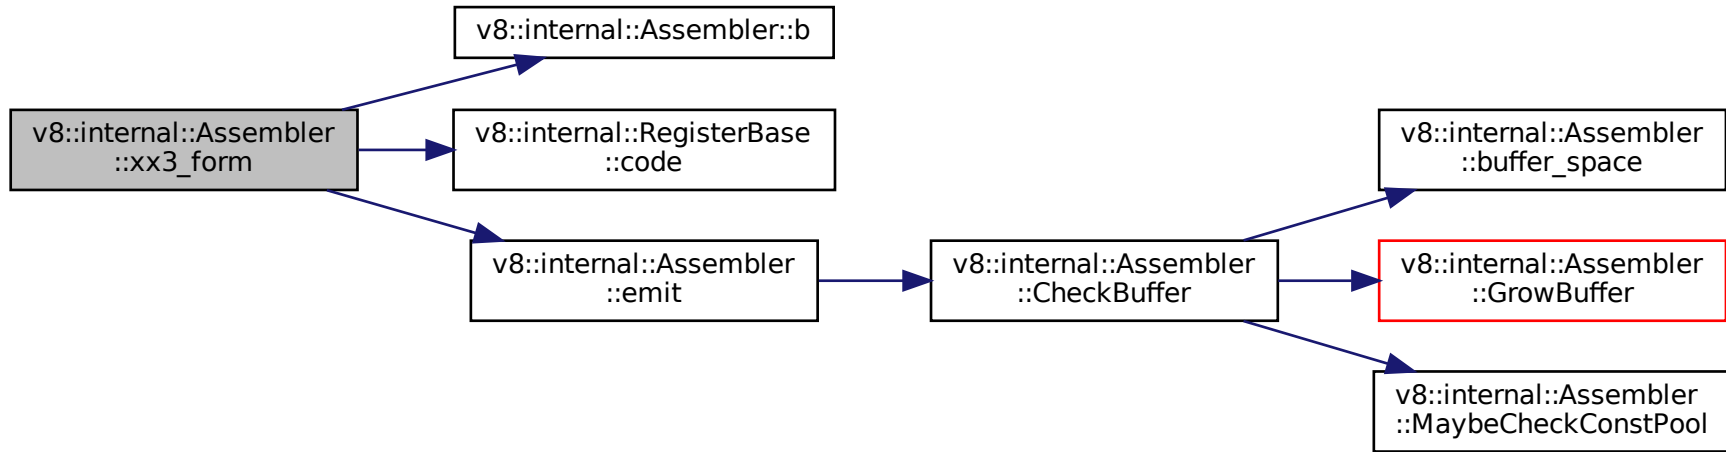 v8::internal::Assembler::b
v8::internal::Assembler
::xx3_form
v8::internal::RegisterBase
::code
v8::internal::Assembler
::emit
v8::internal::Assembler
::CheckBuffer
v8::internal::Assembler
::buffer_space
v8::internal::Assembler
::GrowBuffer
v8::internal::Assembler
::MaybeCheckConstPool